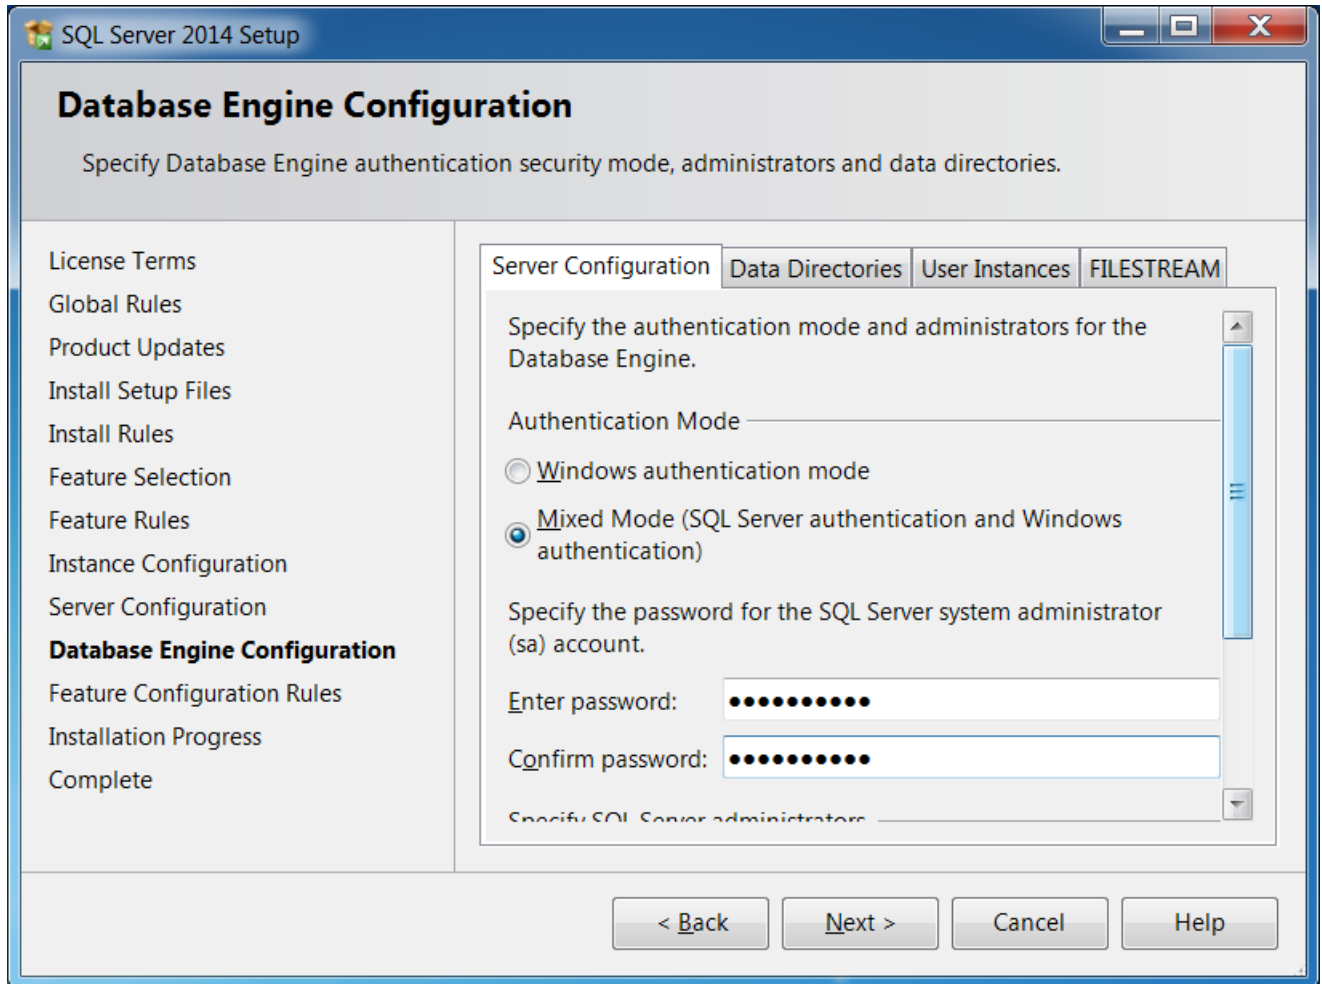 SQL Server 2014 Setup
Database Engine Configuration
Specify Database Engine authentication security mode, administrators and data directories.
License Terms
Global Rules
Product Updates
Install Setup Files
Install Rules
Feature Selection
Feature Rules
Instance Configuration
Server Configuration
Database Engine Configuration
Feature Configuration Rules
Installation Progress
Complete
Server Configuration
Data Directories
User Instances
FILESTREAM
Specify the authentication mode and administrators for the
Database Engine.
Authentication Mode
Windows authentication mode
Mixed Mode (SQL Server authentication and Windows
authentication)
Specify the password for the SQL Server system administrator
(sa) account.
Enter password: ●●●●●●●●●●
Confirm password: ●●●●●●●●●●
Specify SQL Server administrators
< Back
Next >
Cancel
Help